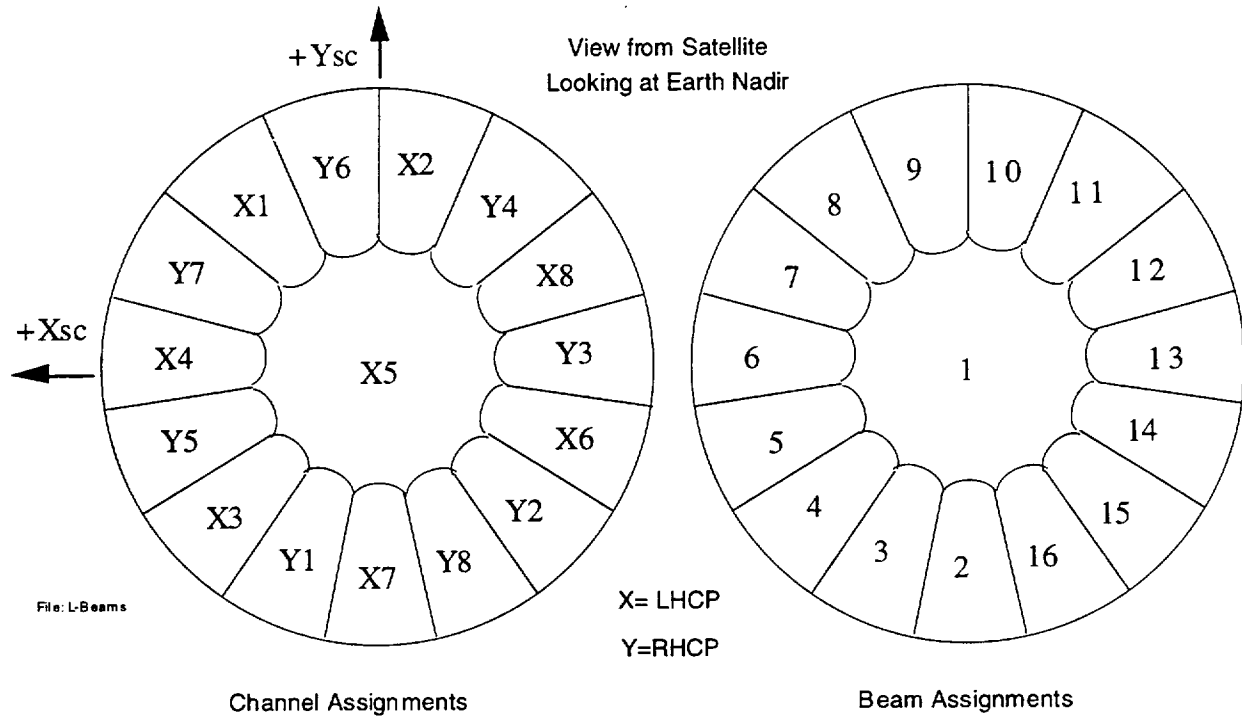 View from Satellite
Looking at Earth Nadir
+Ysc
+Xsc
Y6
X2
X1
Y4
Y7
X8
X4
X5
Y3
Y5
X6
X3
Y2
Y1
X7
Y8
9
10
8
11
7
12
6
1
13
5
14
4
15
3
2
16
File: L-Beams
X= LHCP
Y=RHCP
Channel Assignments
Beam Assignments